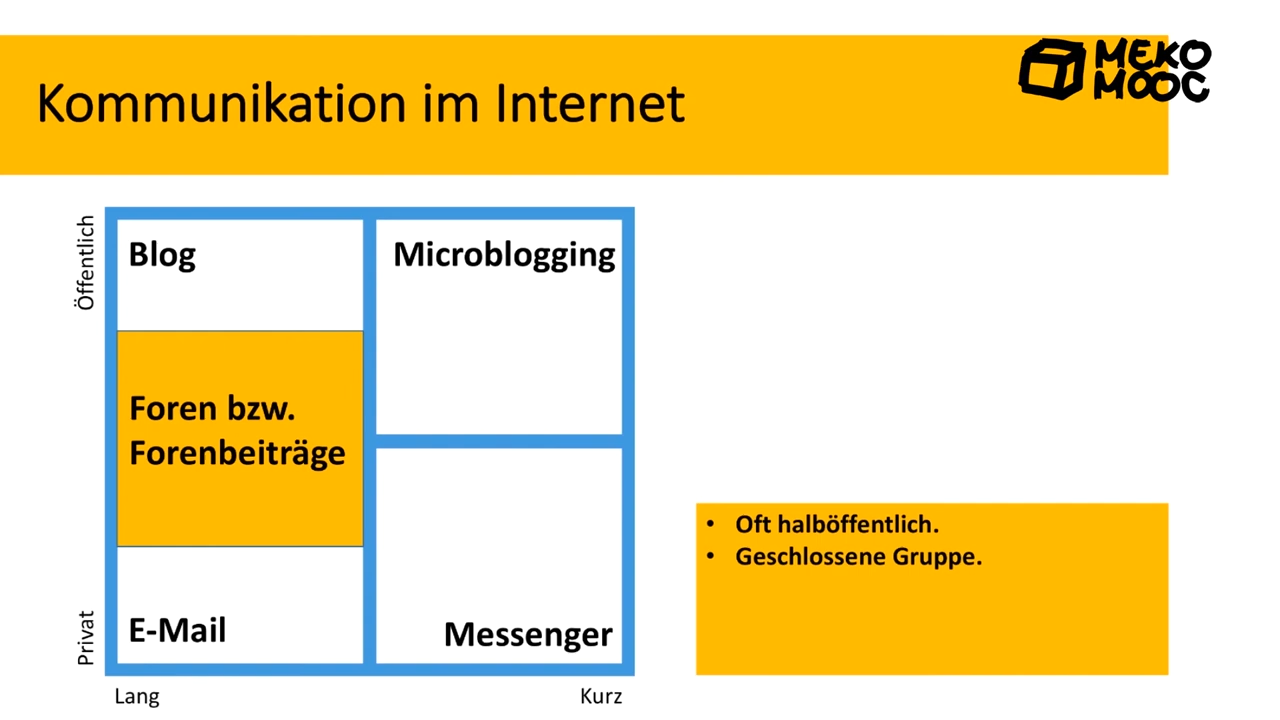 MEKO
MOOC
Kommunikation im Internet
Öffentlich
Blog
Microblogging
Foren bzw.
Forenbeiträge
• Oft halböffentlich.
• Geschlossene Gruppe.
Privat
E-Mail
Messenger
Lang
Kurz